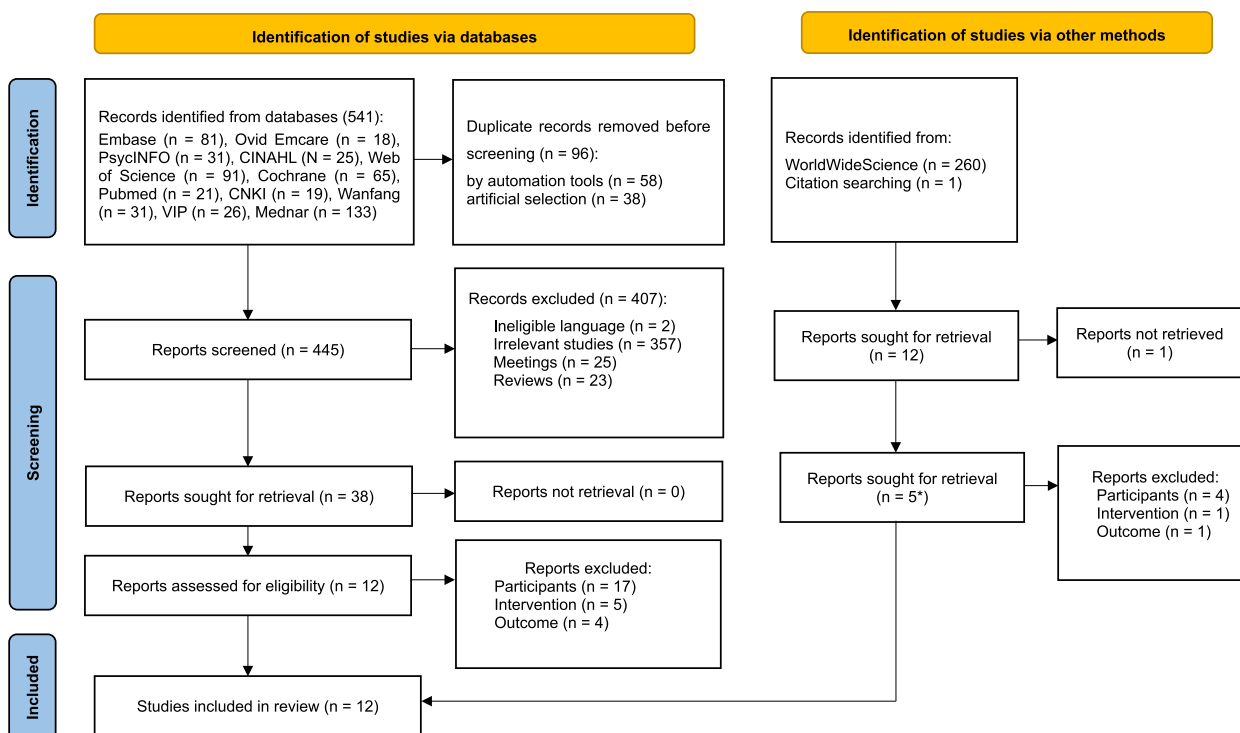 Identification of studies via databases
Identification of studies via other methods
Identification
Records identified from databases (541):
Embase (n = 81), Ovid Emcare (n = 18),
PsycINFO (n = 31), CINAHL (N = 25), Web
of Science (n = 91), Cochrane (n = 65),
Pubmed (n = 21), CNKI (n = 19), Wanfang
(n = 31), VIP (n = 26), Mednar (n = 133)
Duplicate records removed before
screening (n = 96):
by automation tools (n = 58)
artificial selection (n = 38)
Records identified from:
WorldWideScience (n = 260)
Citation searching (n = 1)
Screening
Reports screened (n = 445)
Records excluded (n = 407):
Ineligible language (n = 2)
Irrelevant studies (n = 357)
Meetings (n = 25)
Reviews (n = 23)
Reports sought for retrieval
(n = 12)
Reports not retrieved
(n = 1)
Reports sought for retrieval (n = 38)
Reports not retrieval (n = 0)
Reports sought for retrieval
(n = 5*)
Reports excluded:
Participants (n = 4)
Intervention (n = 1)
Outcome (n = 1)
Reports assessed for eligibility (n = 12)
Reports excluded:
Participants (n = 17)
Intervention (n = 5)
Outcome (n = 4)
Included
Studies included in review (n = 12)